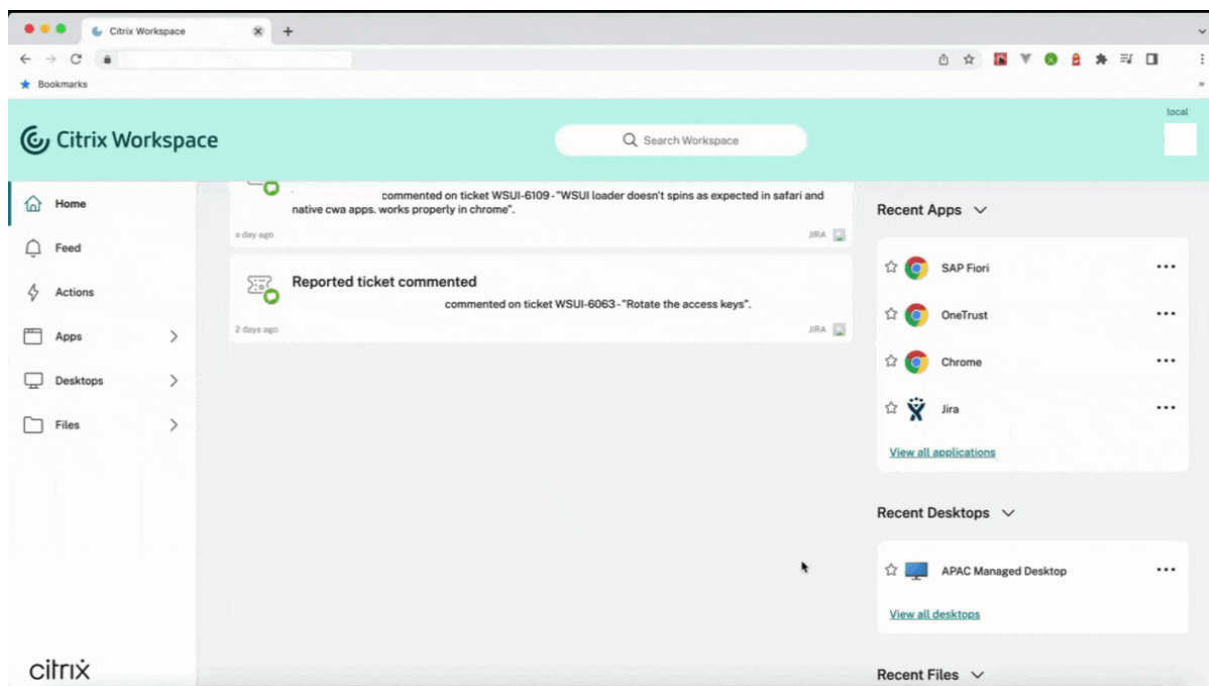 Citrix Workspace
Bookmarks
local
Citrix Workspace
Search Workspace
Home
Feed
Actions
Apps
Desktops
Files
citrix
commented on ticket WSUI-6109-"WSUI loader doesn't spins as expected in safari and
native cwa apps. works properly in chrome".
a day ago
JIRA
Reported ticket commented
commented on ticket WSUI-6063-"Rotate the access keys".
2 days ago
JIRA
Recent Apps
SAP Fiori
OneTrust
Chrome
Jira
View all applications
Recent Desktops
APAC Managed Desktop
View all desktops
Recent Files